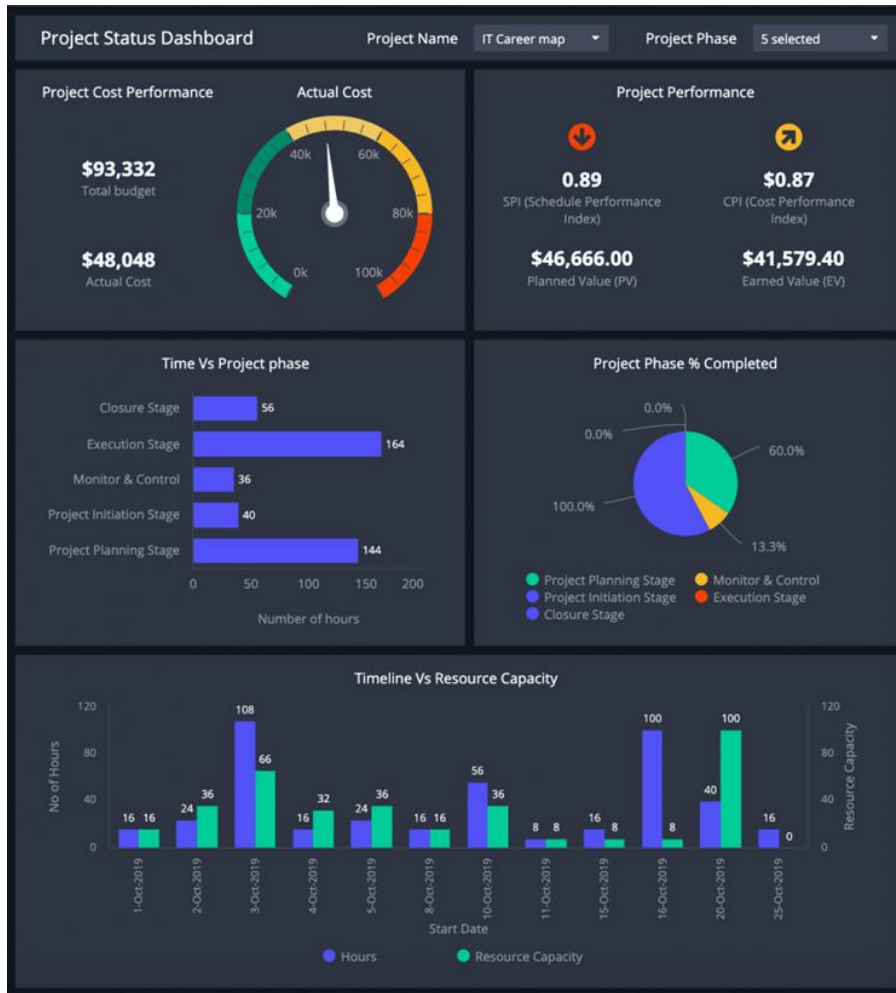 Project Status Dashboard
Project Name
IT Career map
Project Phase
5 selected
Project Cost Performance
$93,332
Total budget
$48,048
Actual Cost
Actual Cost
0k
20k
40k
60k
80k
100k
Project Performance
0.89
SPI (Schedule Performance
Index)
$0.87
CPI (Cost Performance
Index)
$46,666.00
Planned Value (PV)
$41,579.40
Earned Value (EV)
Time Vs Project phase
Closure Stage 56
Execution Stage 164
Monitor & Control 36
Project Initiation Stage 40
Project Planning Stage 144
0 50 100 150 200
Number of hours
Project Phase % Completed
0.0%
0.0%
60.0%
100.0%
13.3%
Project Planning Stage
Monitor & Control
Project Initiation Stage
Execution Stage
Closure Stage
Timeline Vs Resource Capacity
No of Hours
120
80
40
0
16 16
24 36
108 66
16 32
24 36
16 16
56 36
8 8
16 8
100 8
40 100
16 0
120
80
40
0
Resource Capacity
1-Oct-2019
2-Oct-2019
3-Oct-2019
4-Oct-2019
5-Oct-2019
8-Oct-2019
10-Oct-2019
11-Oct-2019
15-Oct-2019
16-Oct-2019
20-Oct-2019
25-Oct-2019
Start Date
Hours
Resource Capacity